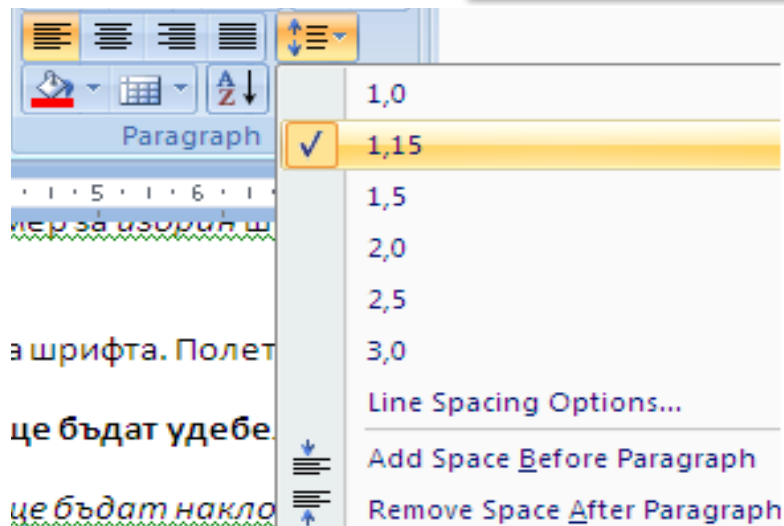 Paragraph
1,0
1,15
1,5
2,0
2,5
3,0
Line Spacing Options...
Add Space Before Paragraph
Remove Space After Paragraph
5 6
за
а шрифта. Полет
ще бъдат удебе
ще бъдат накло